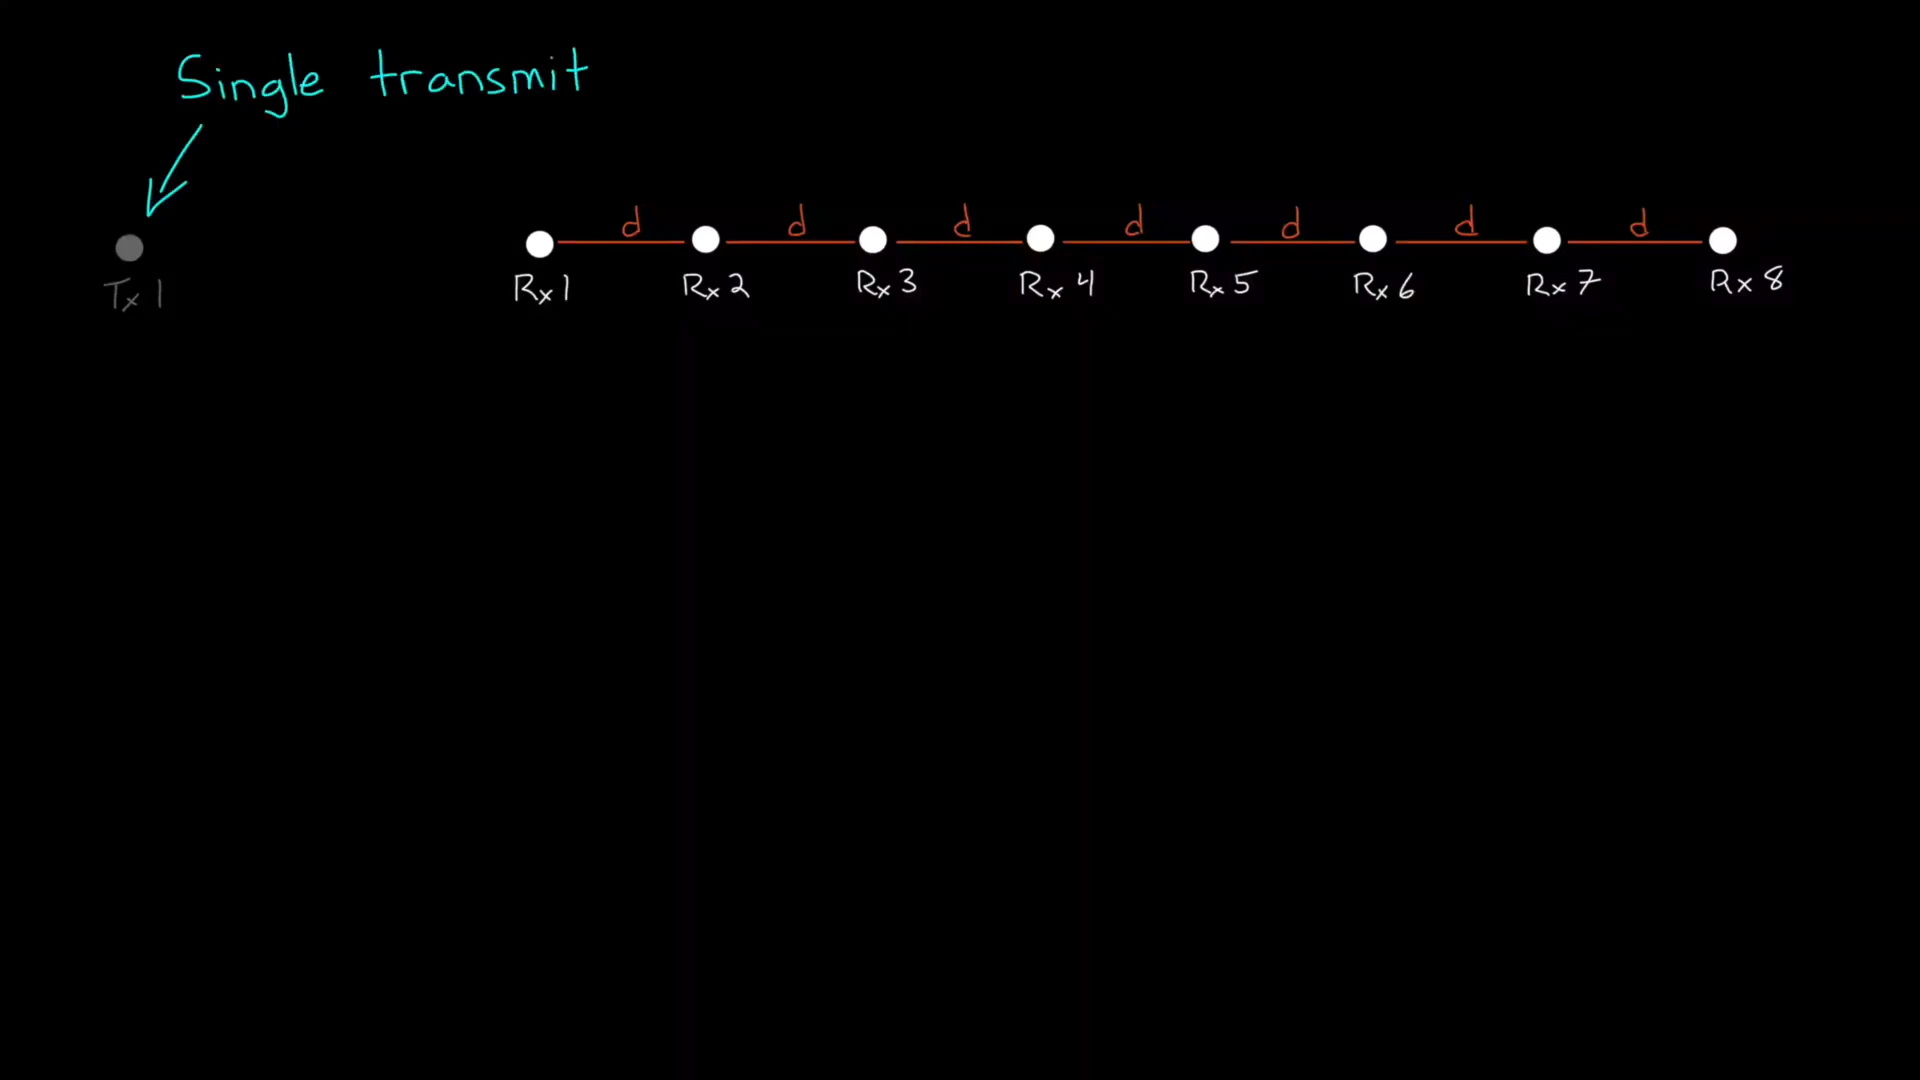 Single transmit
d d d d d d d
Tx 1 Rx 1 Rx 2 Rx 3 Rx 4 Rx 5 Rx 6 Rx 7 Rx 8